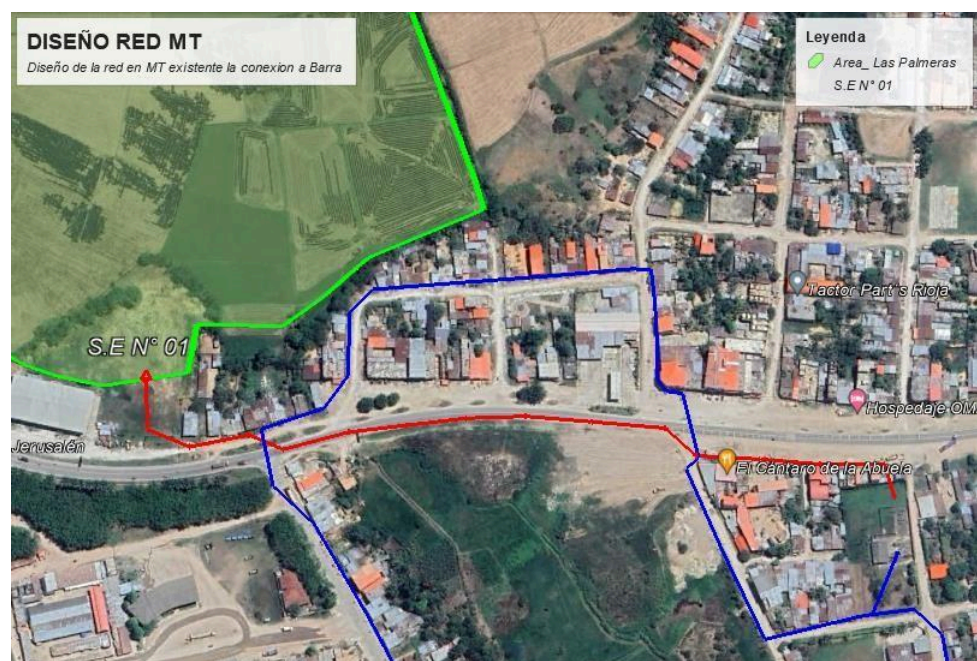 DISEÑO RED MT
Diseño de la red en MT existente la conexion a Barra
Leyenda
Area_ Las Palmeras
S.E N° 01
Tactor Part's Rioja
S.E N° 01
Hospedaje OM
Jerusalén
El Cántaro de la Abuela